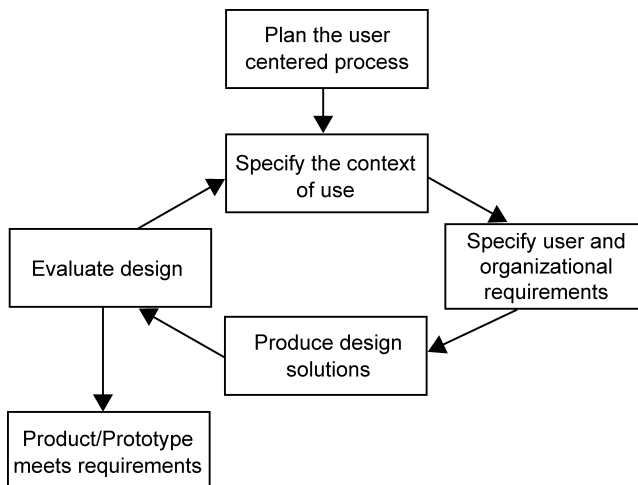 Plan the user
centered process
Specify the context
of use
Specify user and
organizational
requirements
Evaluate design
Produce design
solutions
Product/Prototype
meets requirements